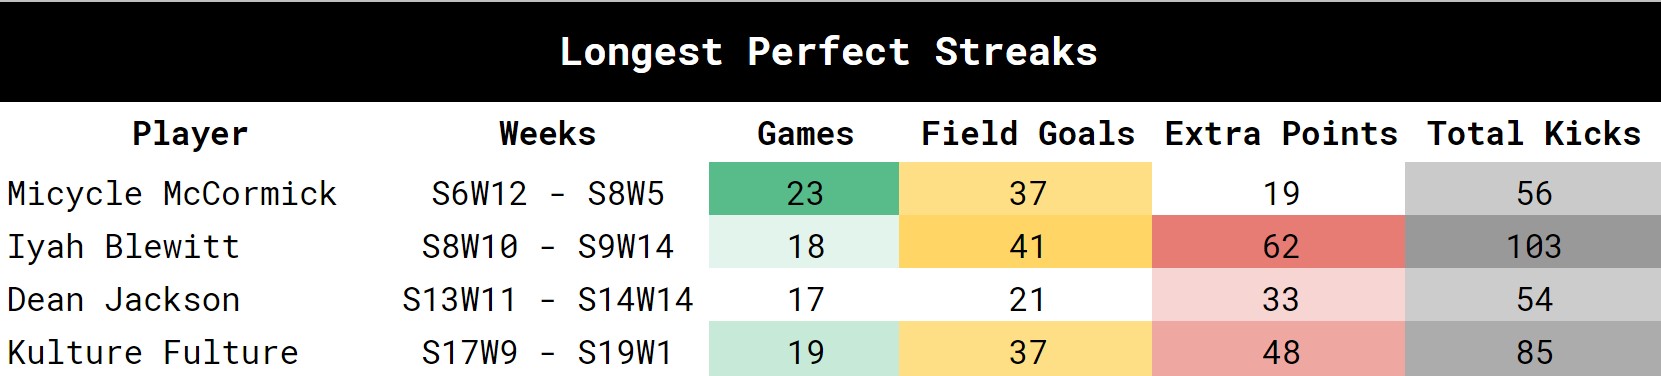 Longest Perfect Streaks
Player Weeks Games Field Goals Extra Points Total Kicks
Micycle McCormick S6W12 - S8W5 23 37 19 56
Iyah Blewitt S8W10 - S9W14 18 41 62 103
Dean Jackson S13W11 - S14W14 17 21 33 54
Kulture Fulture S17W9 - S19W1 19 37 48 85